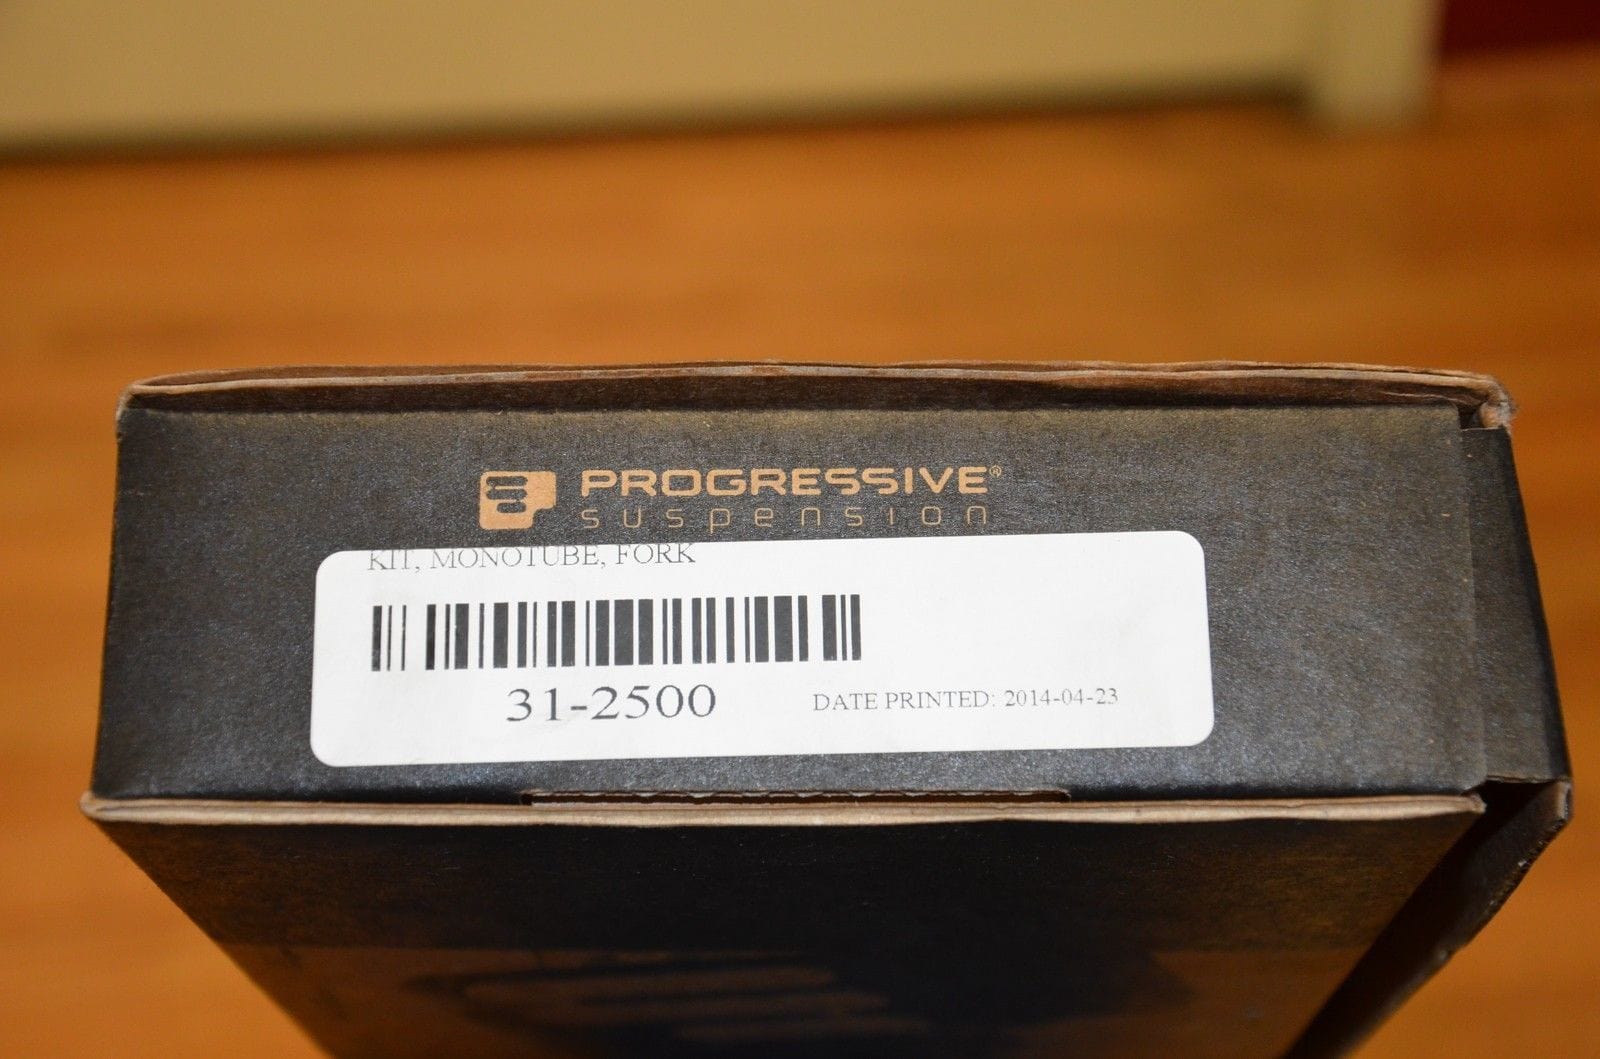 PROGRESSIVE®
suspension
KIT, MONOTUBE, FORK
31-2500
DATE PRINTED: 2014-04-23